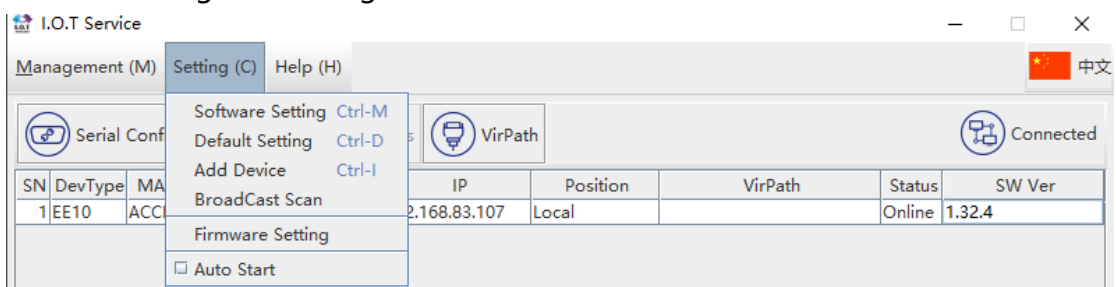 I.O.T Service
Management (M) Setting (C) Help (H) 中文
Serial Conf VirPath Connected
Software Setting Ctrl-M
Default Setting Ctrl-D
Add Device Ctrl-I
BroadCast Scan
Firmware Setting
Auto Start
SN DevType MA IP Position VirPath Status SW Ver
1 EE10 ACC 2.168.83.107 Local Online 1.32.4